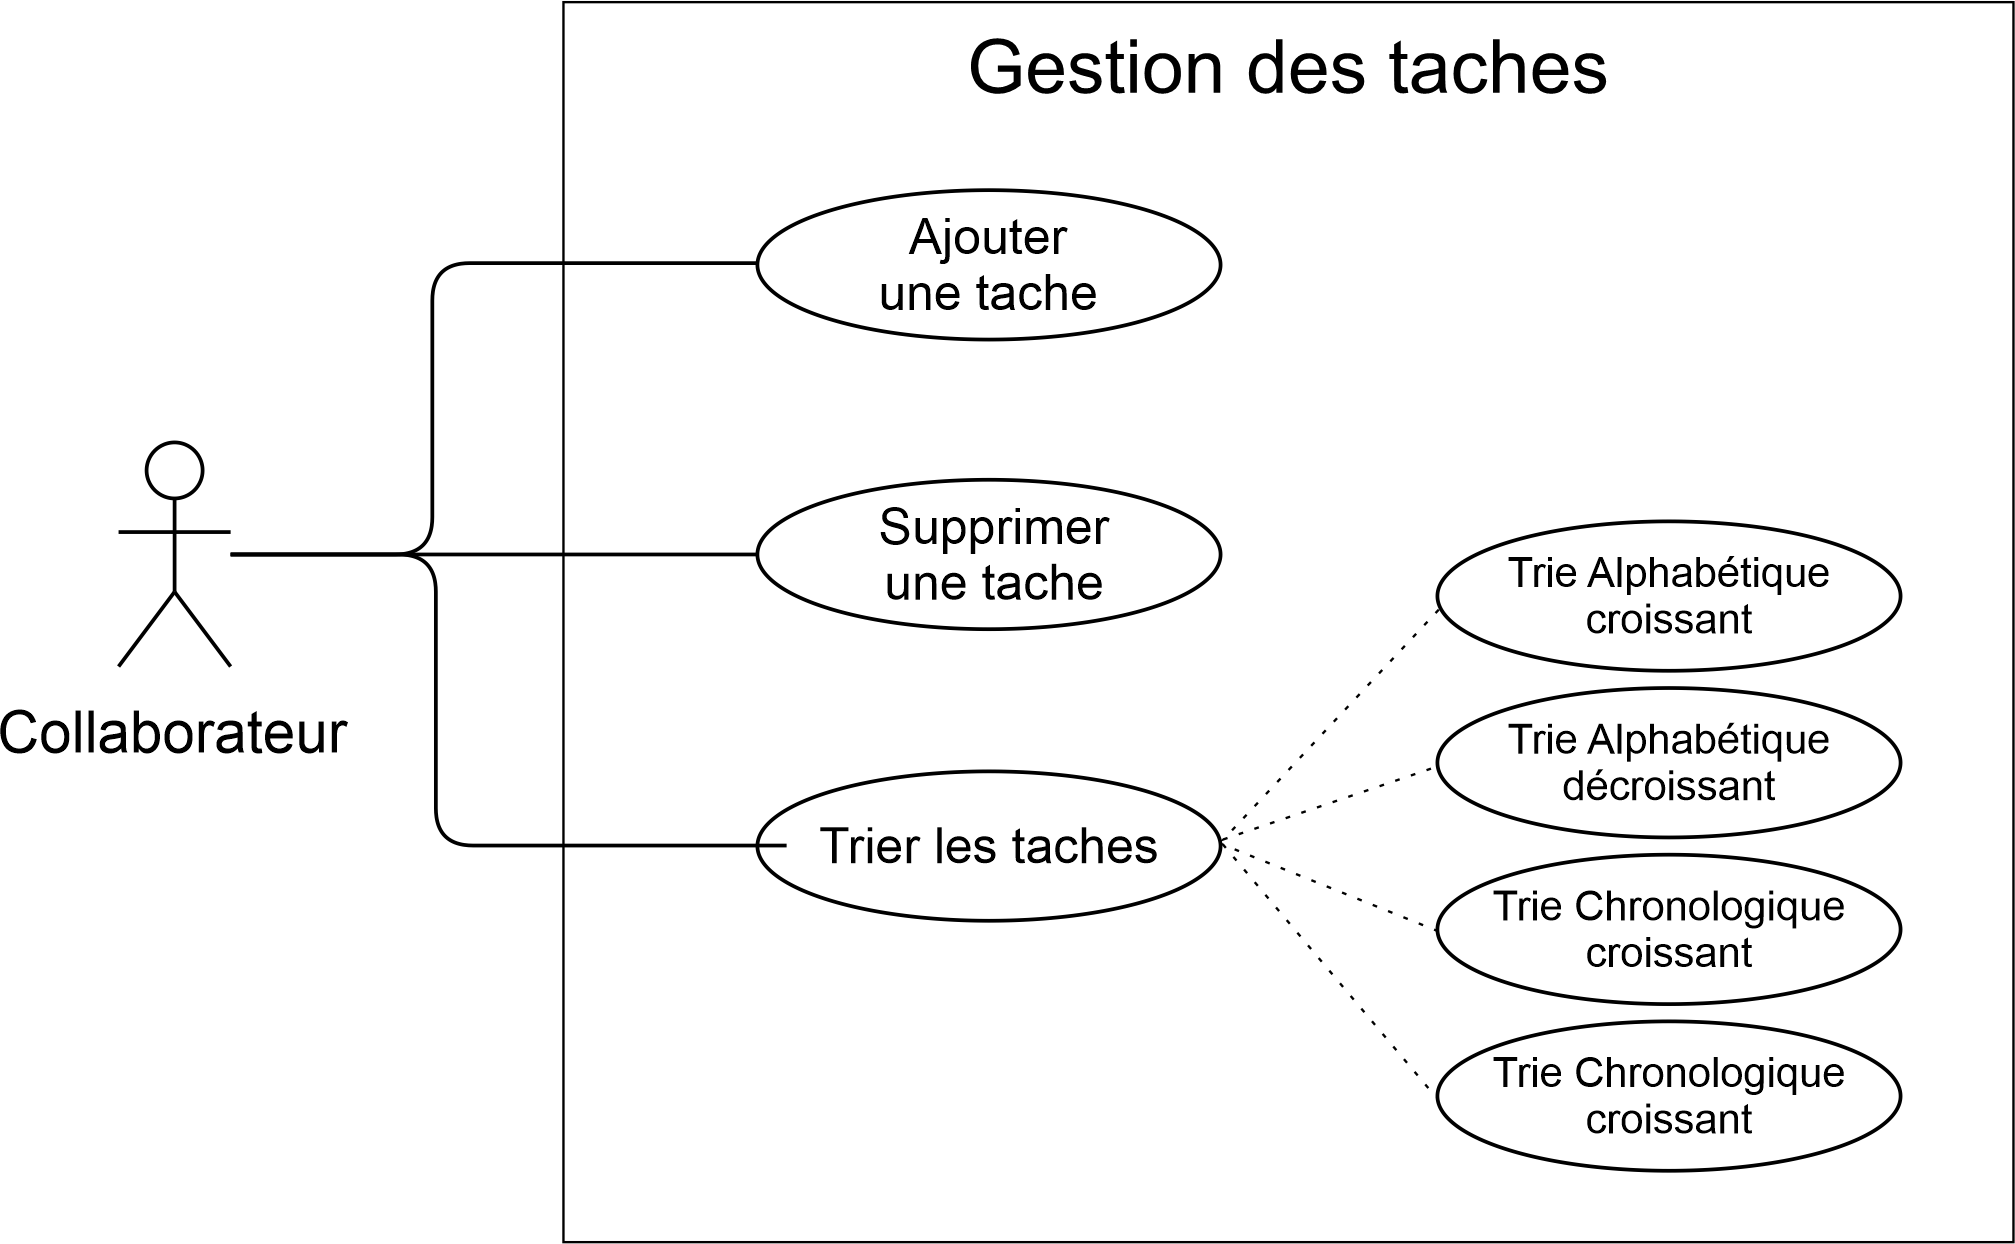 Gestion des taches
Ajouter
une tache
Supprimer
une tache
Collaborateur
Trier les taches
Trie Alphabétique
croissant
Trie Alphabétique
décroissant
Trie Chronologique
croissant
Trie Chronologique
croissant